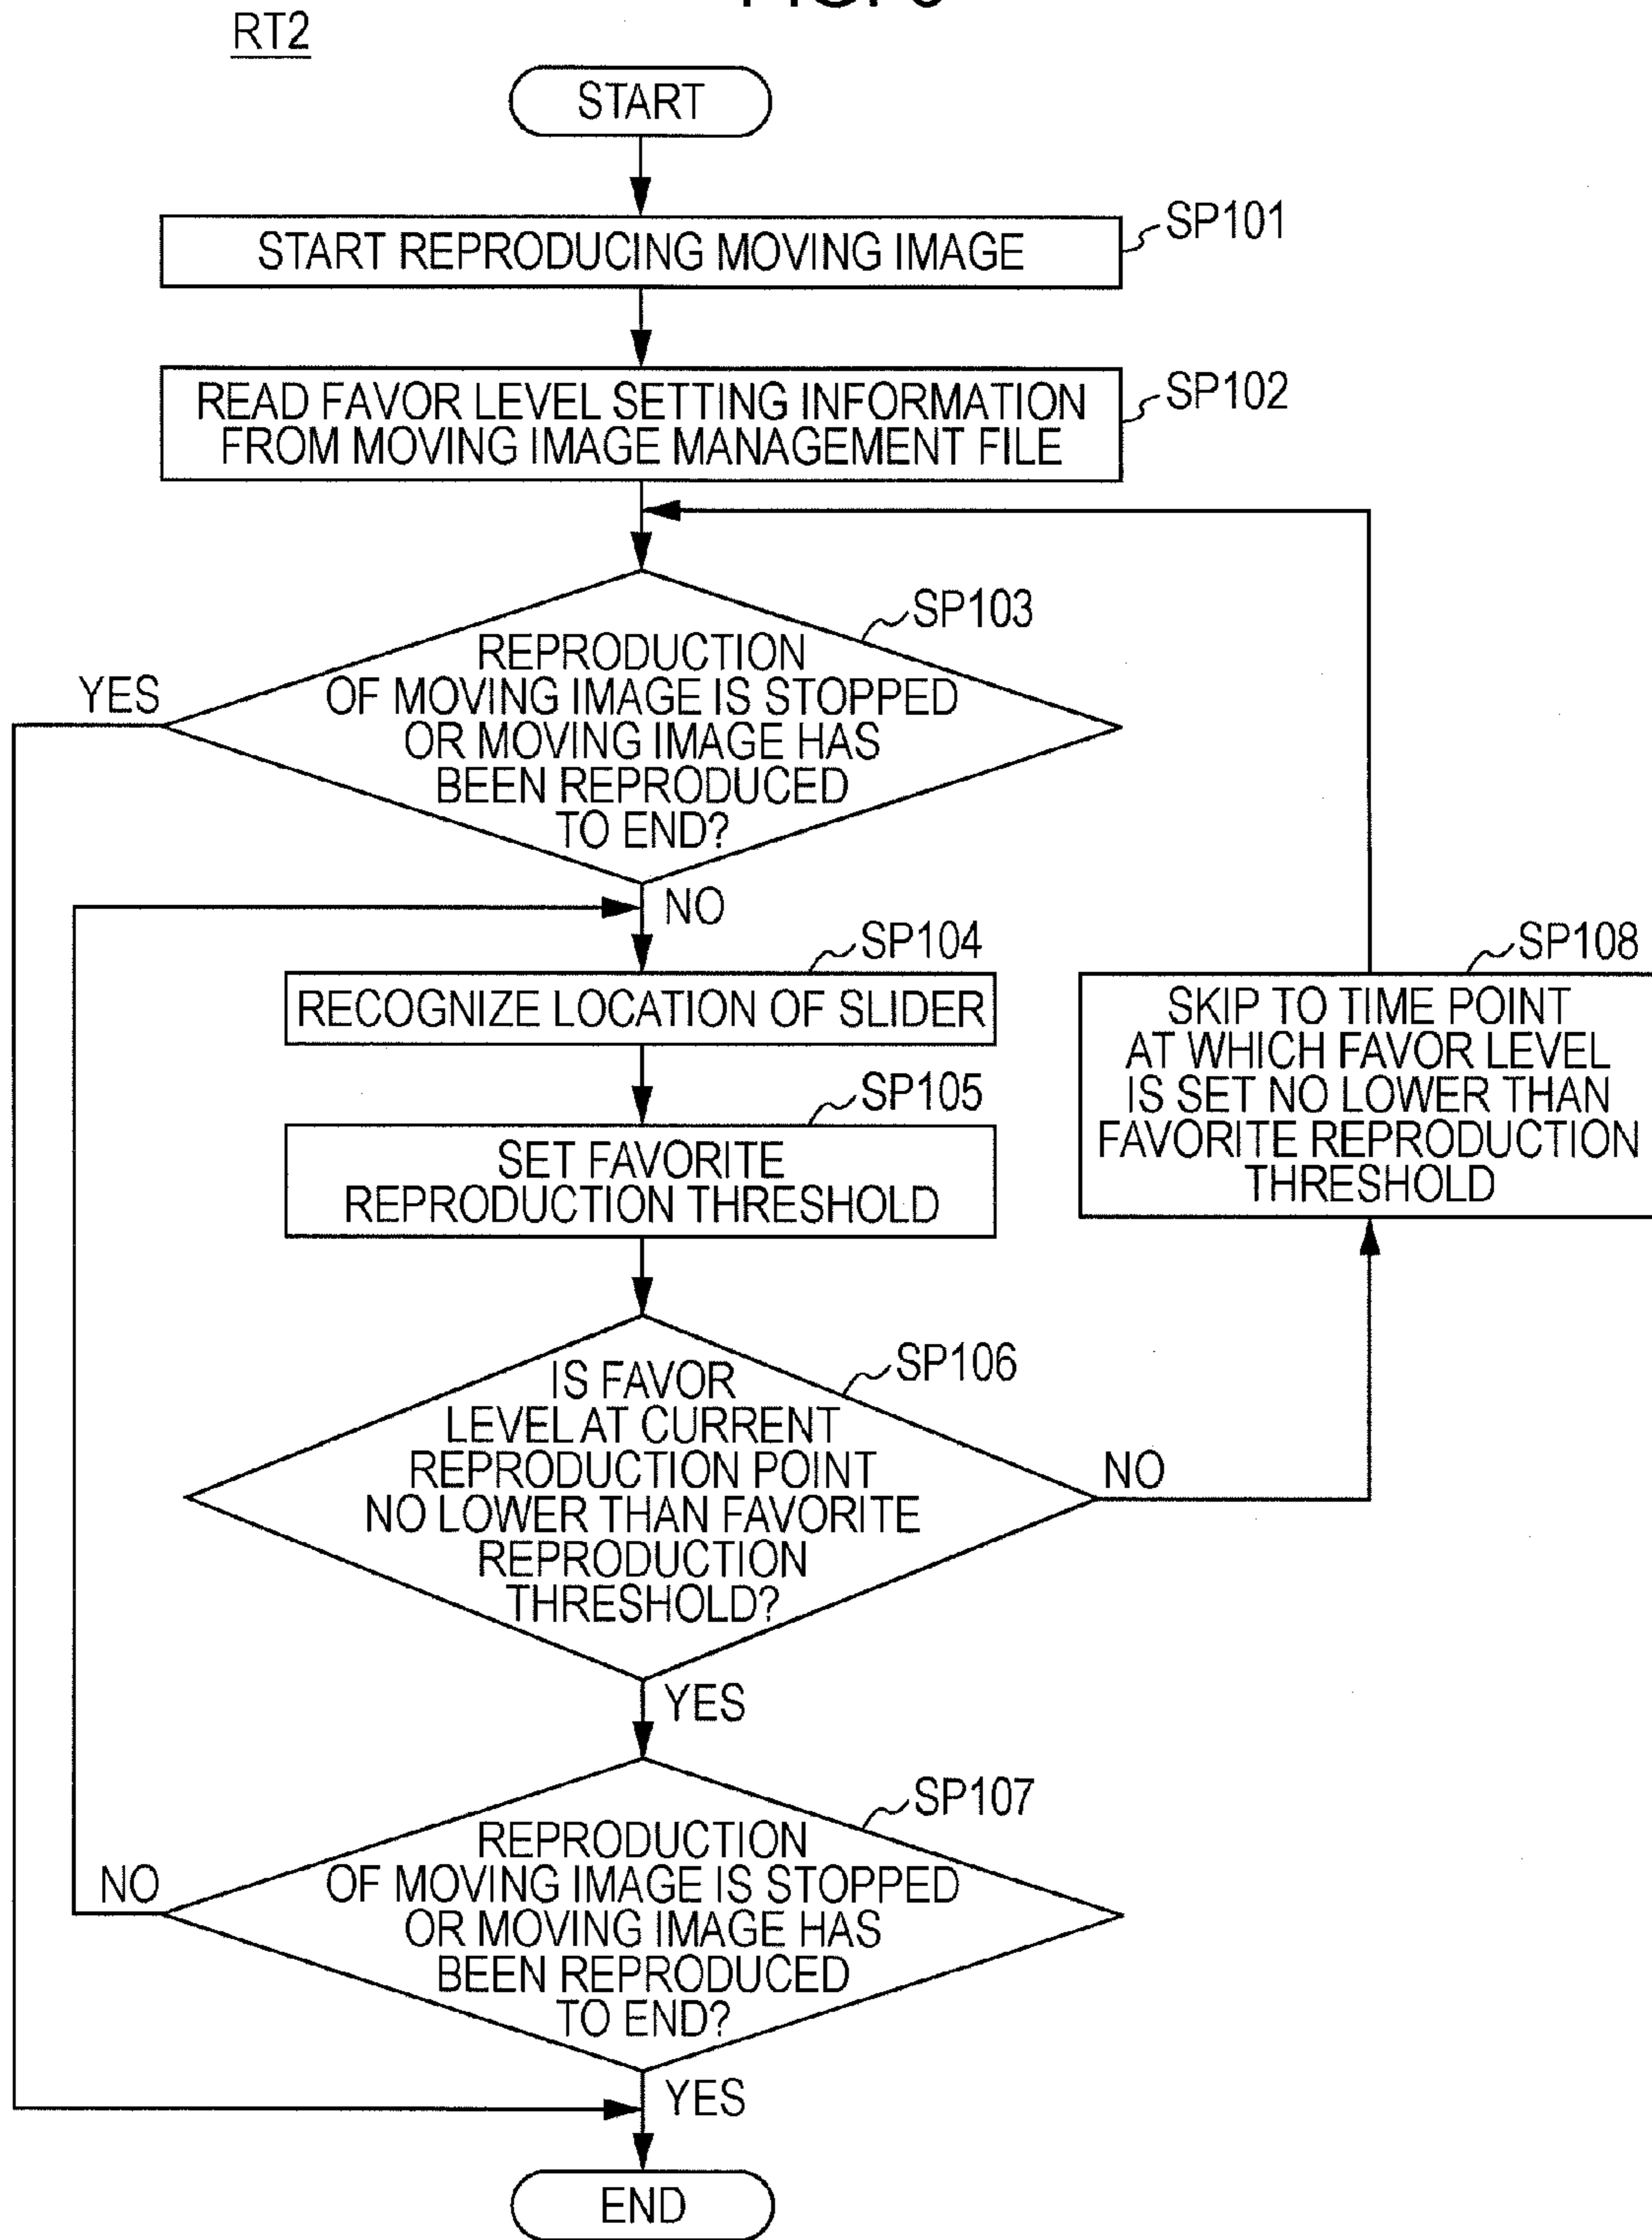 RT2
START
SP101
START REPRODUCING MOVING IMAGE
SP102
READ FAVOR LEVEL SETTING INFORMATION
FROM MOVING IMAGE MANAGEMENT FILE
SP103
REPRODUCTION
OF MOVING IMAGE IS STOPPED
OR MOVING IMAGE HAS
BEEN REPRODUCED
TO END?
YES
NO
SP104
RECOGNIZE LOCATION OF SLIDER
SP105
SET FAVORITE
REPRODUCTION THRESHOLD
SP108
SKIP TO TIME POINT
AT WHICH FAVOR LEVEL
IS SET NO LOWER THAN
FAVORITE REPRODUCTION
THRESHOLD
SP106
IS FAVOR
LEVEL AT CURRENT
REPRODUCTION POINT
NO LOWER THAN FAVORITE
REPRODUCTION
THRESHOLD?
NO
YES
SP107
REPRODUCTION
OF MOVING IMAGE IS STOPPED
OR MOVING IMAGE HAS
BEEN REPRODUCED
TO END?
NO
YES
END